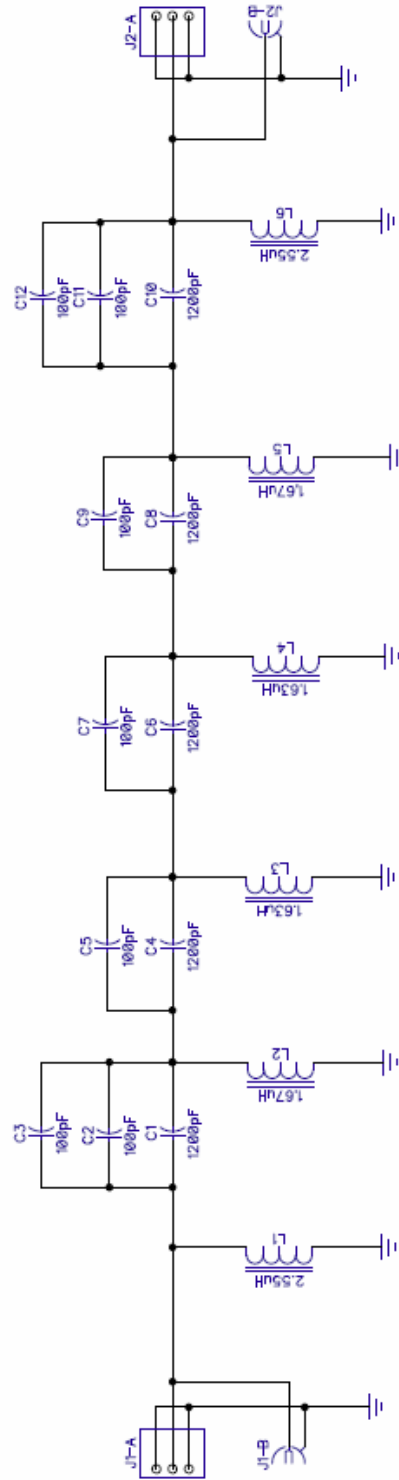 J1-A
J1-B
L1
2.55uH
C3
100pF
C2
100pF
C1
1200pF
L2
1.67uH
C5
100pF
C4
1200pF
L3
1.63uH
C7
100pF
C6
1200pF
L4
1.63uH
C9
100pF
C8
1200pF
L5
1.67uH
C12
100pF
C11
100pF
C10
1200pF
L6
2.55uH
J2-A
J2-B